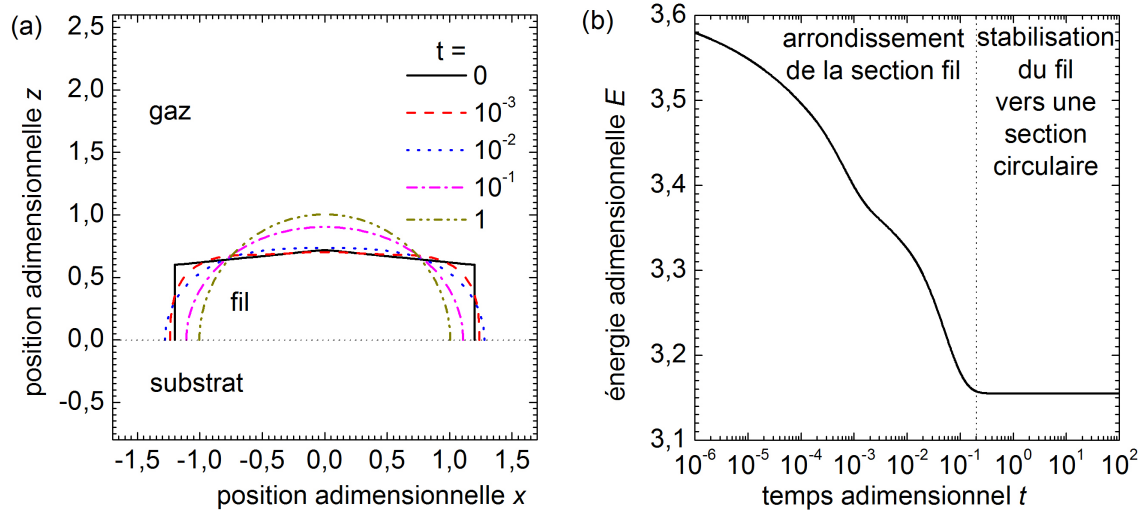 (a)
2,5
2,0
1,5
1,0
0,5
0,0
-0,5
position adimensionnelle z
gaz
t =
0
10⁻³
10⁻²
10⁻¹
1
fil
substrat
-1,5 -1,0 -0,5 0,0 0,5 1,0 1,5
position adimensionnelle x
(b)
3,6
3,5
3,4
3,3
3,2
3,1
énergie adimensionnelle E
arrondissement
de la section fil
stabilisation
du fil
vers une
section
circulaire
10⁻⁶ 10⁻⁵ 10⁻⁴ 10⁻³ 10⁻² 10⁻¹ 10⁰ 10¹ 10²
temps adimensionnel t